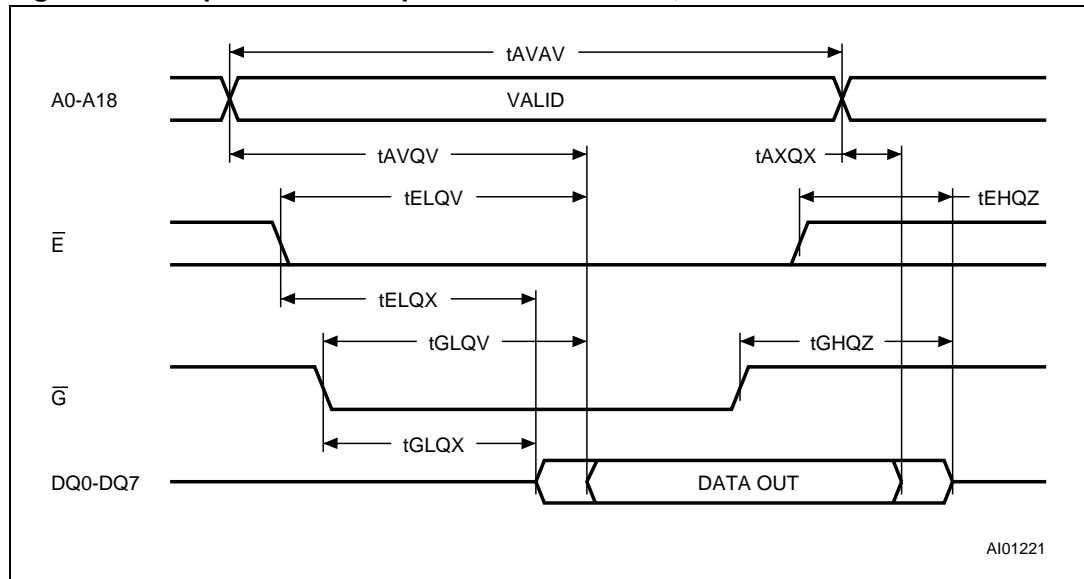 tAVAV
A0-A18 VALID
tAVQV tAXQX
tELQV tEHQZ
E̅
tELQX
tGLQV tGHQZ
G̅
tGLQX
DQ0-DQ7 DATA OUT
AI01221